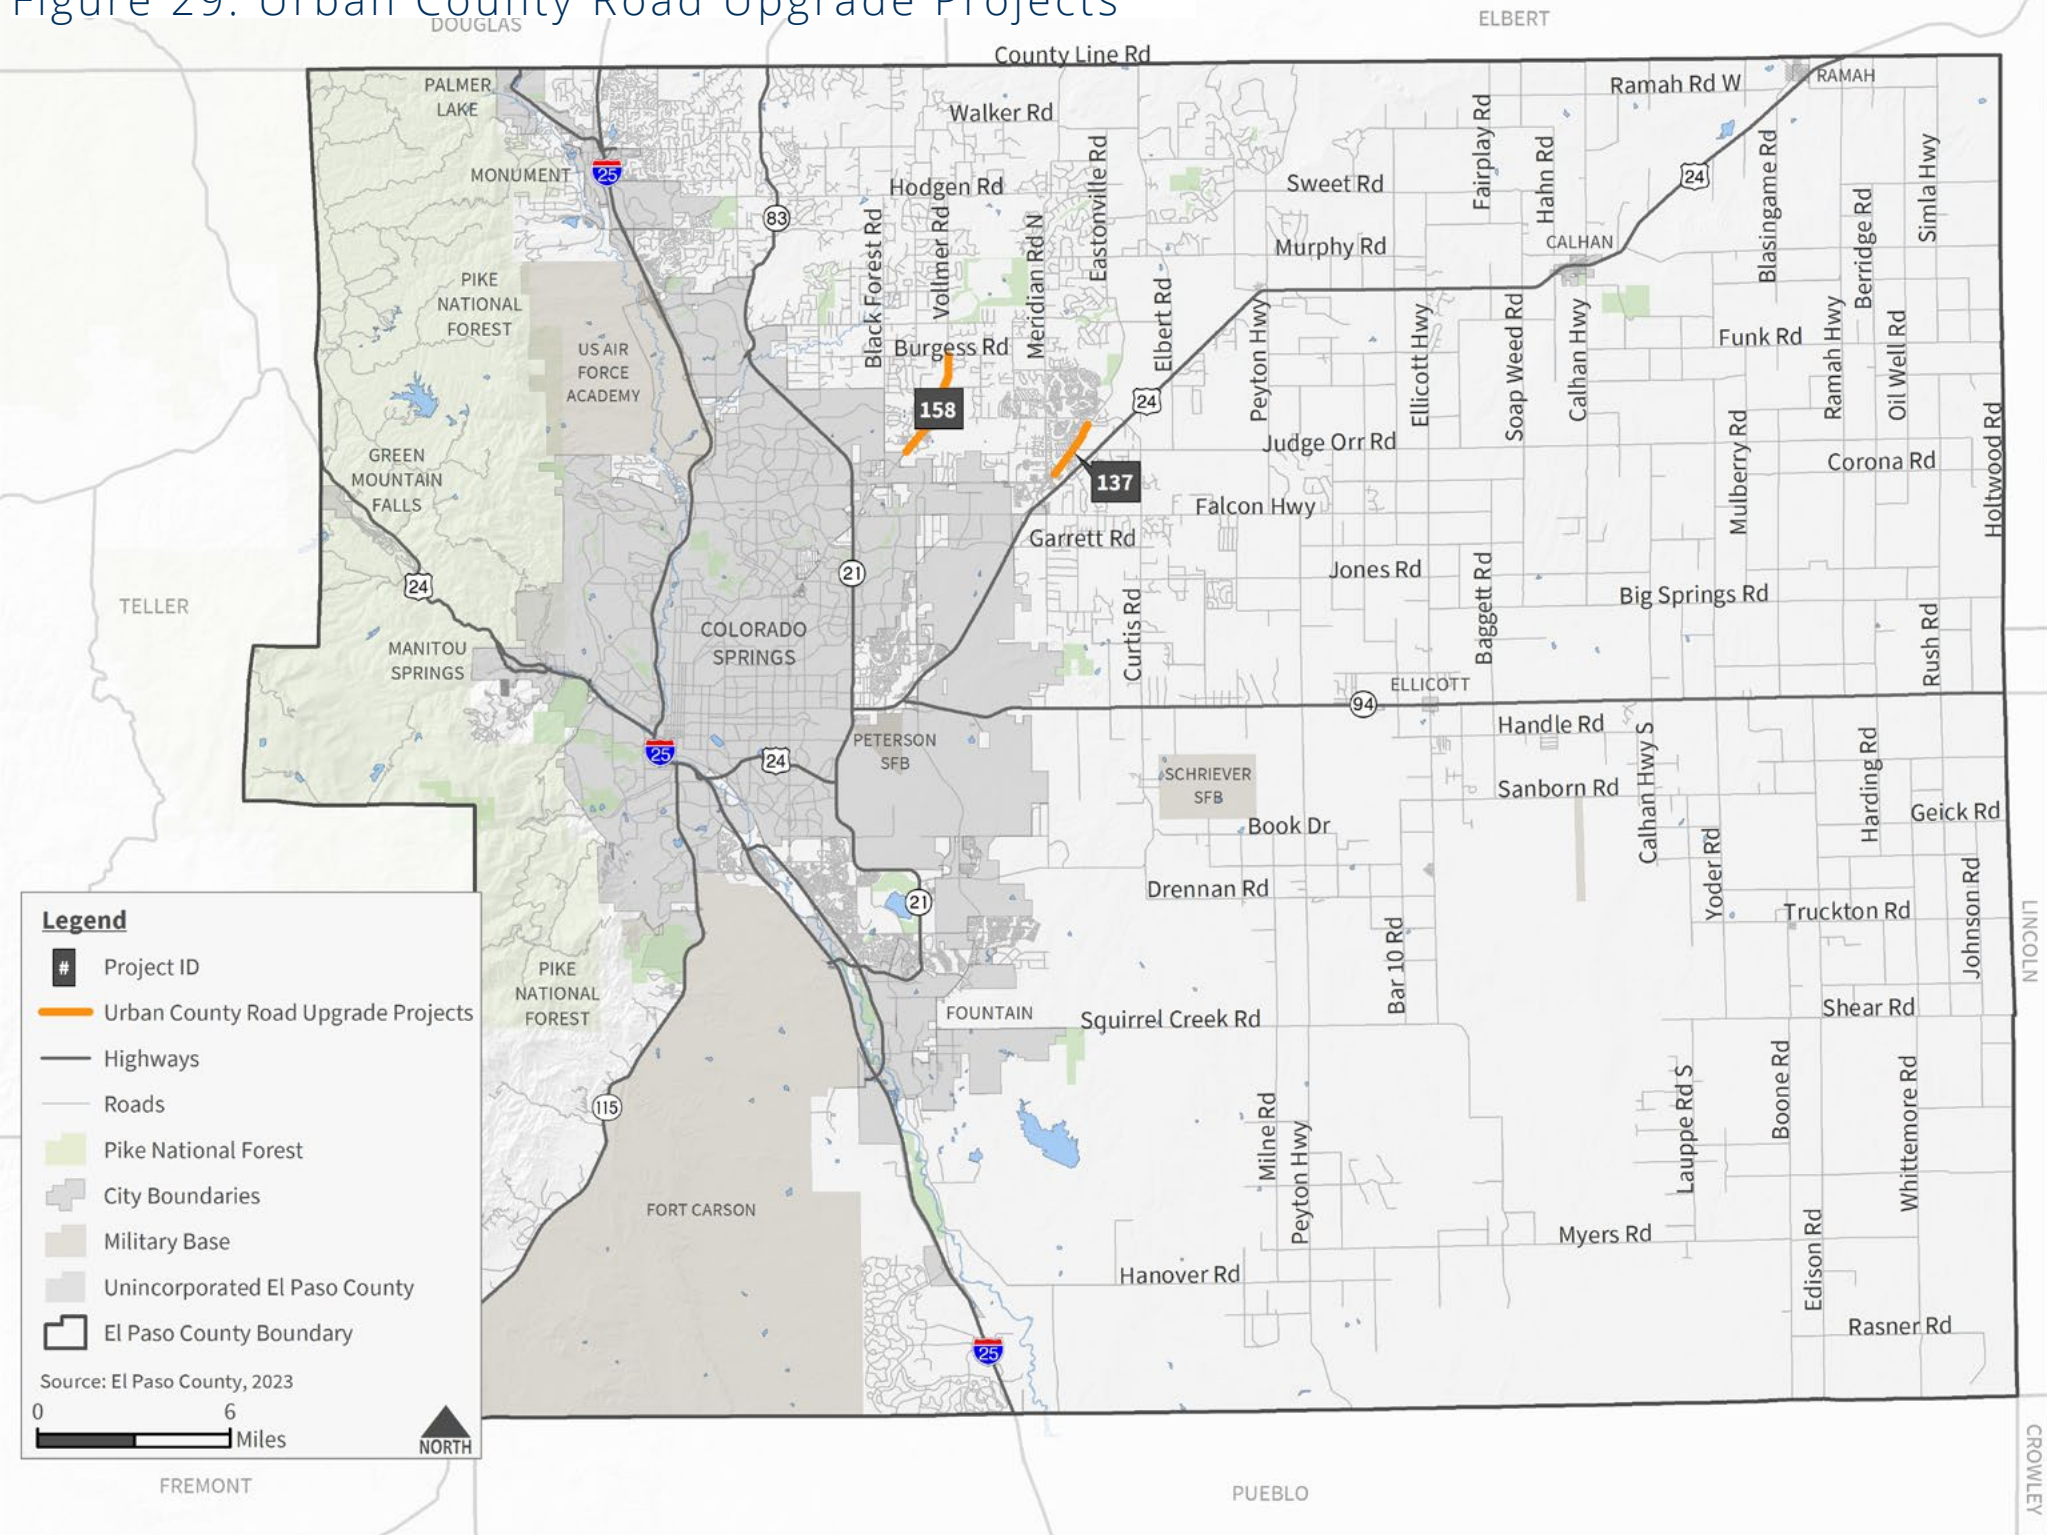 Figure 29. Urban County Road Upgrade Projects
DOUGLAS
ELBERT
County Line Rd
PALMER
LAKE
Walker Rd
Ramah Rd W
RAMAH
MONUMENT
25
83
Hodgen Rd
Black Forest Rd
Vollmer Rd
Meridian Rd N
Eastonville Rd
Elbert Rd
Sweet Rd
Murphy Rd
Fairplay Rd
Hahn Rd
24
CALHAN
Blasingame Rd
Berridge Rd
Simla Hwy
PIKE
NATIONAL
FOREST
US AIR
FORCE
ACADEMY
Burgess Rd
158
24
Peyton Hwy
Ellicott Hwy
Soap Weed Rd
Calhan Hwy
Funk Rd
Ramah Hwy
Oil Well Rd
Judge Orr Rd
137
Mulberry Rd
Corona Rd
Holtwood Rd
GREEN
MOUNTAIN
FALLS
Falcon Hwy
Garrett Rd
24
21
Jones Rd
Baggett Rd
Big Springs Rd
TELLER
Curtis Rd
Rush Rd
COLORADO
SPRINGS
MANITOU
SPRINGS
ELLICOTT
94
25
24
PETERSON
SFB
Handle Rd
SCHRIEVER
SFB
Sanborn Rd
Calhan Hwy S
Harding Rd
Geick Rd
Book Dr
Yoder Rd
Drennan Rd
21
Truckton Rd
Johnson Rd
LINCOLN
Bar 10 Rd
PIKE
NATIONAL
FOREST
FOUNTAIN
Squirrel Creek Rd
Shear Rd
115
Milne Rd
Peyton Hwy
Lauppe Rd S
Boone Rd
Whittemore Rd
FORT CARSON
Myers Rd
Edison Rd
Hanover Rd
Rasner Rd
25
Legend
# Project ID
Urban County Road Upgrade Projects
Highways
Roads
Pike National Forest
City Boundaries
Military Base
Unincorporated El Paso County
El Paso County Boundary
Source: El Paso County, 2023
0 6
Miles
NORTH
FREMONT
PUEBLO
CROWLEY